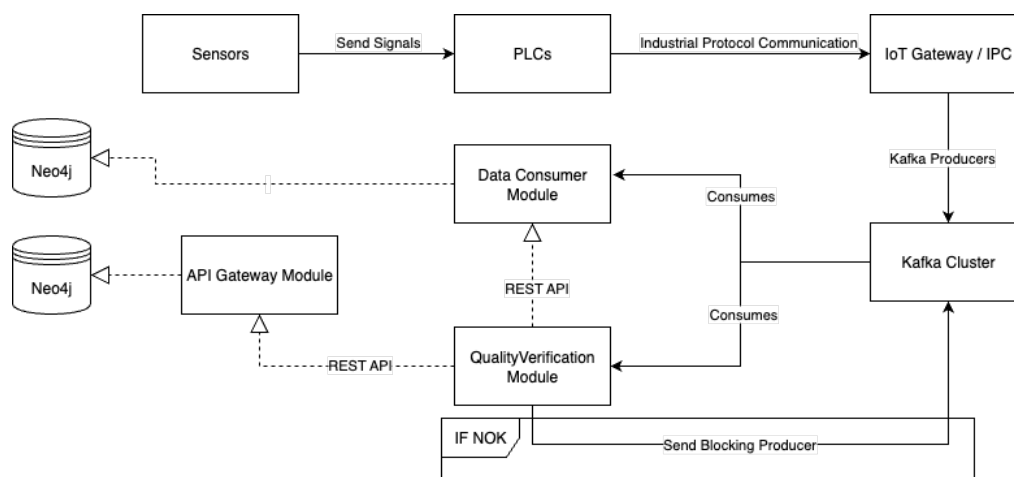 Sensors
Send Signals
PLCs
Industrial Protocol Communication
IoT Gateway / IPC
Kafka Producers
Neo4j
Data Consumer
Module
Consumes
Kafka Cluster
Neo4j
API Gateway Module
REST API
Consumes
REST API
QualityVerification
Module
IF NOK
Send Blocking Producer